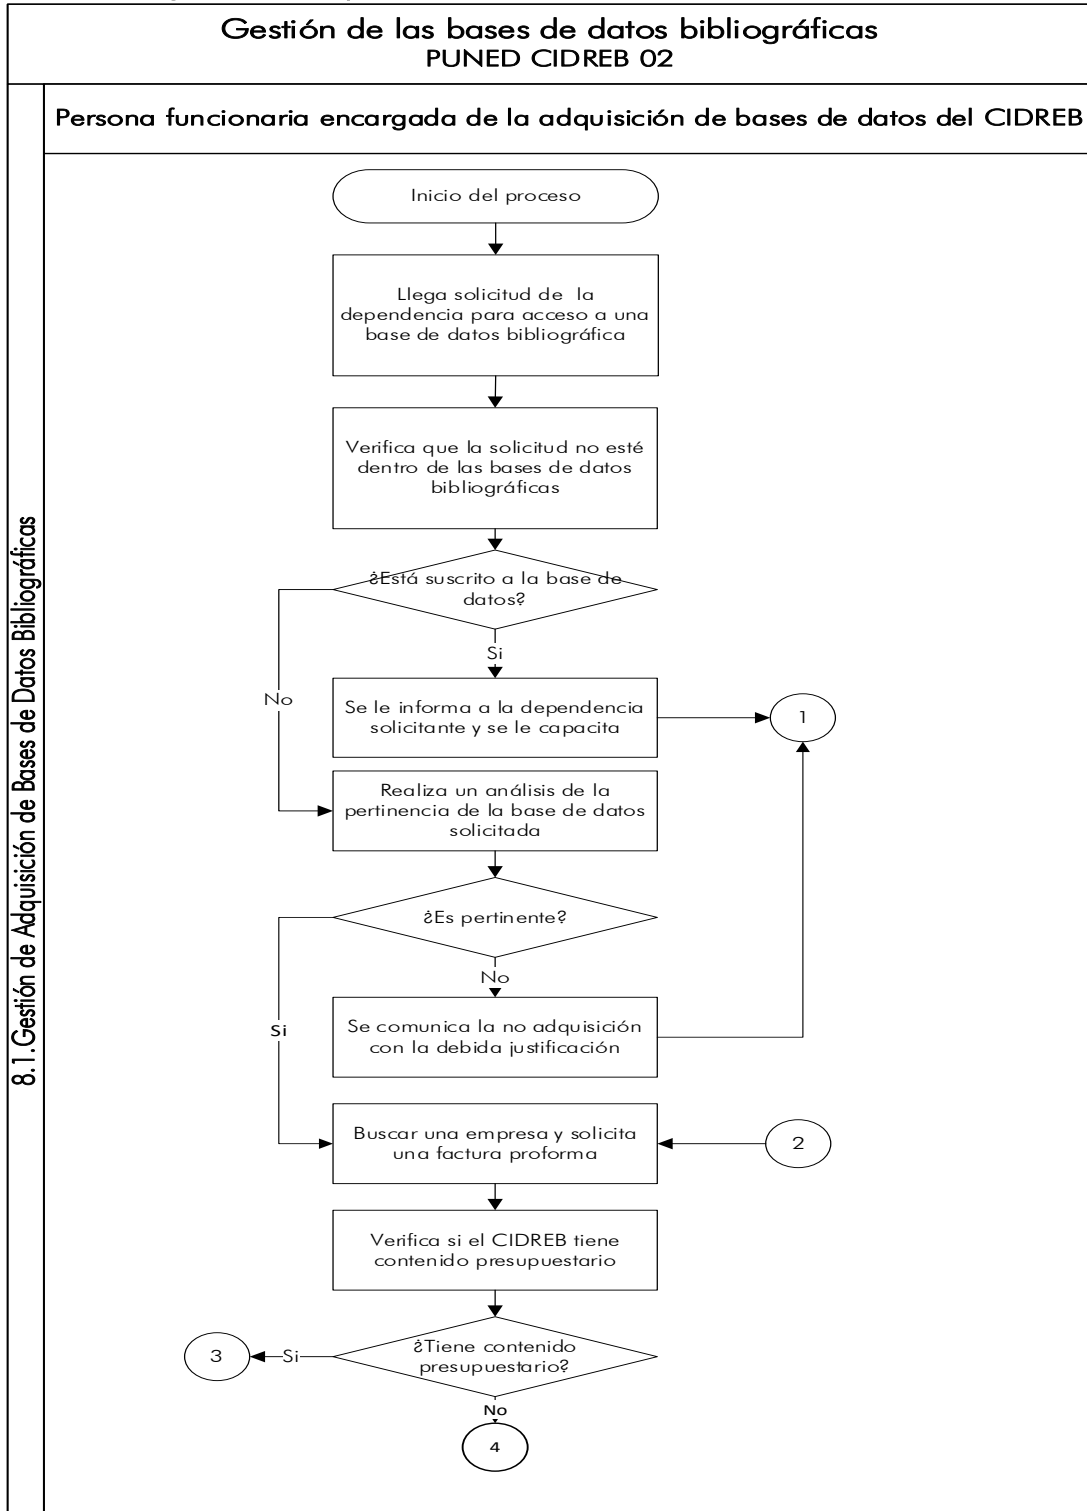 Gestión de las bases de datos bibliográficas
PUNED CIDREB 02
Persona funcionaria encargada de la adquisición de bases de datos del CIDREB
8.1.Gestión de Adquisición de Bases de Datos Bibliográficas
Inicio del proceso
Llega solicitud de la
dependencia para acceso a una
base de datos bibliográfica
Verifica que la solicitud no esté
dentro de las bases de datos
bibliográficas
¿Está suscrito a la base de
datos?
Si
No
Se le informa a la dependencia
solicitante y se le capacita
1
Realiza un análisis de la
pertinencia de la base de datos
solicitada
¿Es pertinente?
No
Si
Se comunica la no adquisición
con la debida justificación
Buscar una empresa y solicita
una factura proforma
2
Verifica si el CIDREB tiene
contenido presupuestario
¿Tiene contenido
presupuestario?
Si
3
No
4